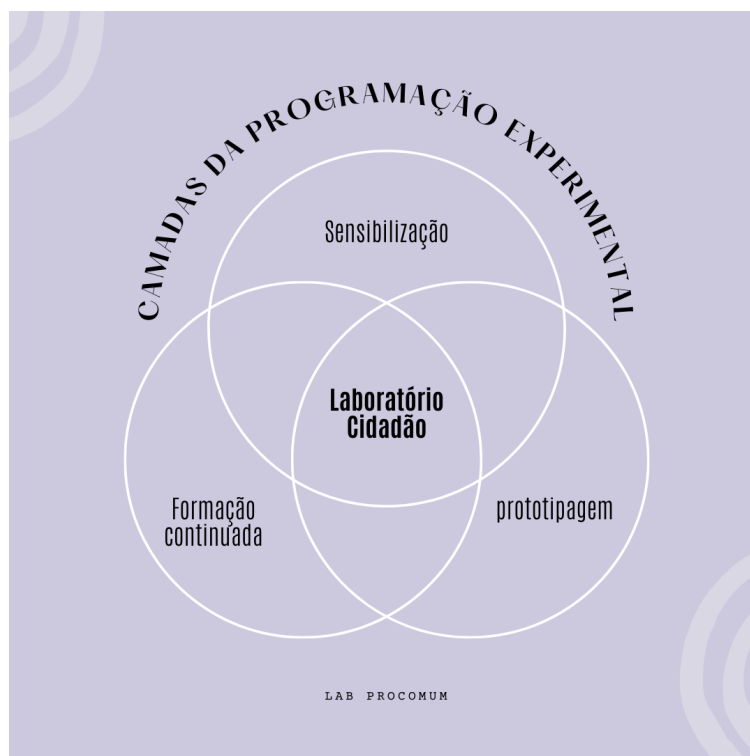 CAMADAS DA PROGRAMAÇÃO EXPERIMENTAL
Sensibilização
Laboratório
Cidadão
Formação
continuada
prototipagem
LAB PROCOMUM